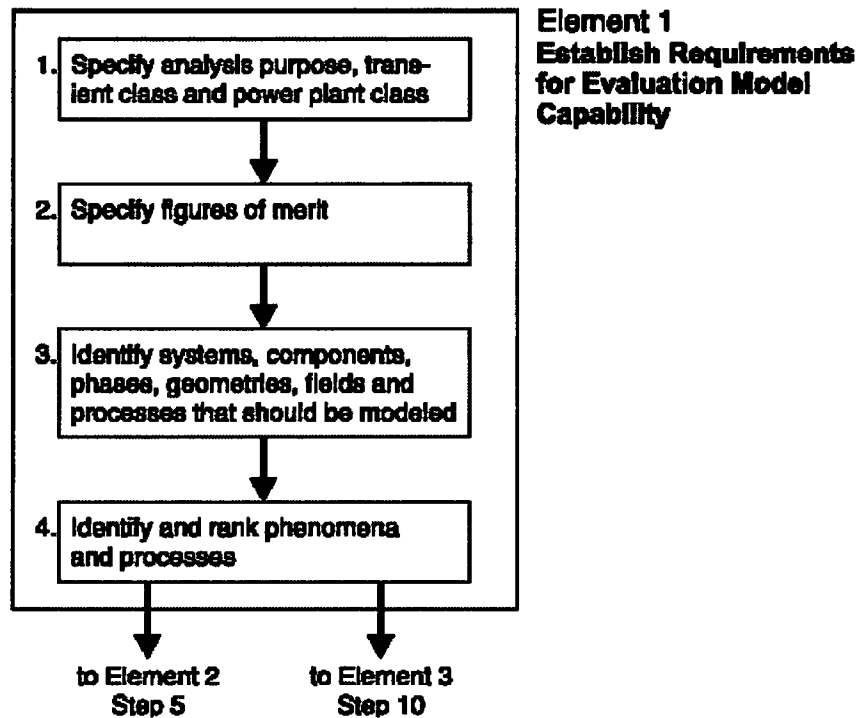 Element 1
Establish Requirements
for Evaluation Model
Capability
1. Specify analysis purpose, tran-
sient class and power plant class
2. Specify figures of merit
3. Identify systems, components,
phases, geometries, fields and
processes that should be modeled
4. Identify and rank phenomena
and processes
to Element 2
Step 5
to Element 3
Step 10